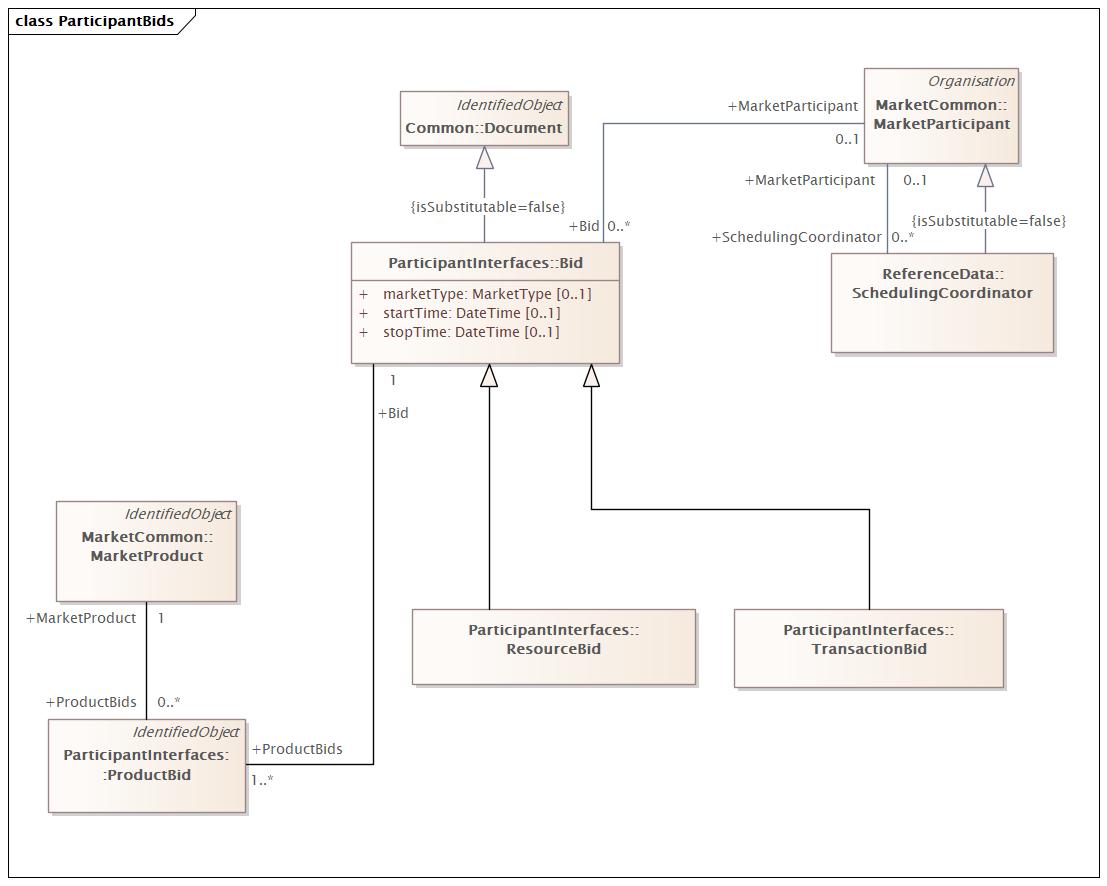 class ParticipantBids
IdentifiedObject
Common::Document
Organisation
MarketCommon::
MarketParticipant
+MarketParticipant
0..1
+MarketParticipant
0..1
{isSubstitutable=false}
{isSubstitutable=false}
+Bid
0..*
+SchedulingCoordinator
0..*
ParticipantInterfaces::Bid
+ marketType: MarketType [0..1]
+ startTime: DateTime [0..1]
+ stopTime: DateTime [0..1]
ReferenceData::
SchedulingCoordinator
1
+Bid
IdentifiedObject
MarketCommon::
MarketProduct
+MarketProduct
1
ParticipantInterfaces::
ResourceBid
ParticipantInterfaces::
TransactionBid
+ProductBids
0..*
IdentifiedObject
ParticipantInterfaces:
:ProductBid
+ProductBids
1..*